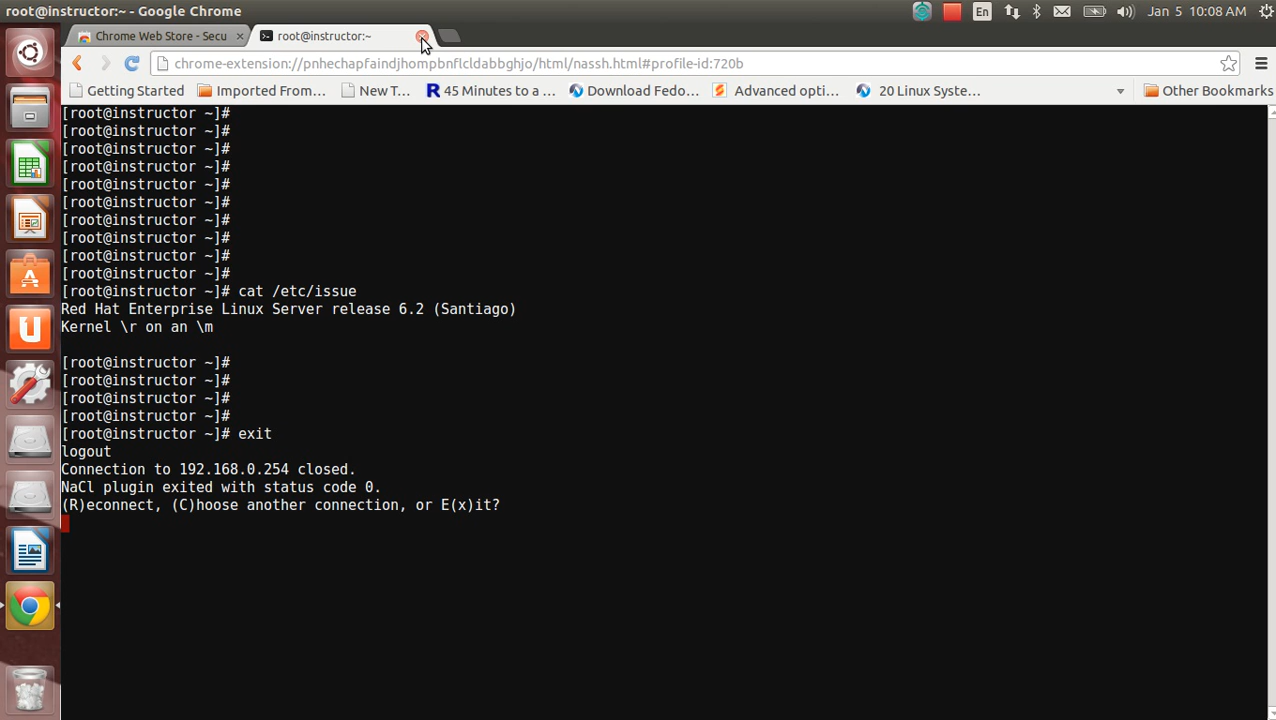 root@instructor:~ - Google Chrome
En
Jan 5 10:08 AM
Chrome Web Store - Secu
root@instructor:~
chrome-extension://pnhechapfaindjhompbnflcldabbghjo/html/nassh.html#profile-id:720b
Getting Started
Imported From...
New T...
45 Minutes to a ...
Download Fedo...
Advanced opti...
20 Linux Syste...
Other Bookmarks
[root@instructor ~]#
[root@instructor ~]#
[root@instructor ~]#
[root@instructor ~]#
[root@instructor ~]#
[root@instructor ~]#
[root@instructor ~]#
[root@instructor ~]#
[root@instructor ~]#
[root@instructor ~]#
[root@instructor ~]# cat /etc/issue
Red Hat Enterprise Linux Server release 6.2 (Santiago)
Kernel \r on an \m
[root@instructor ~]#
[root@instructor ~]#
[root@instructor ~]#
[root@instructor ~]#
[root@instructor ~]# exit
logout
Connection to 192.168.0.254 closed.
NaCl plugin exited with status code 0.
(R)econnect, (C)hoose another connection, or E(x)it?